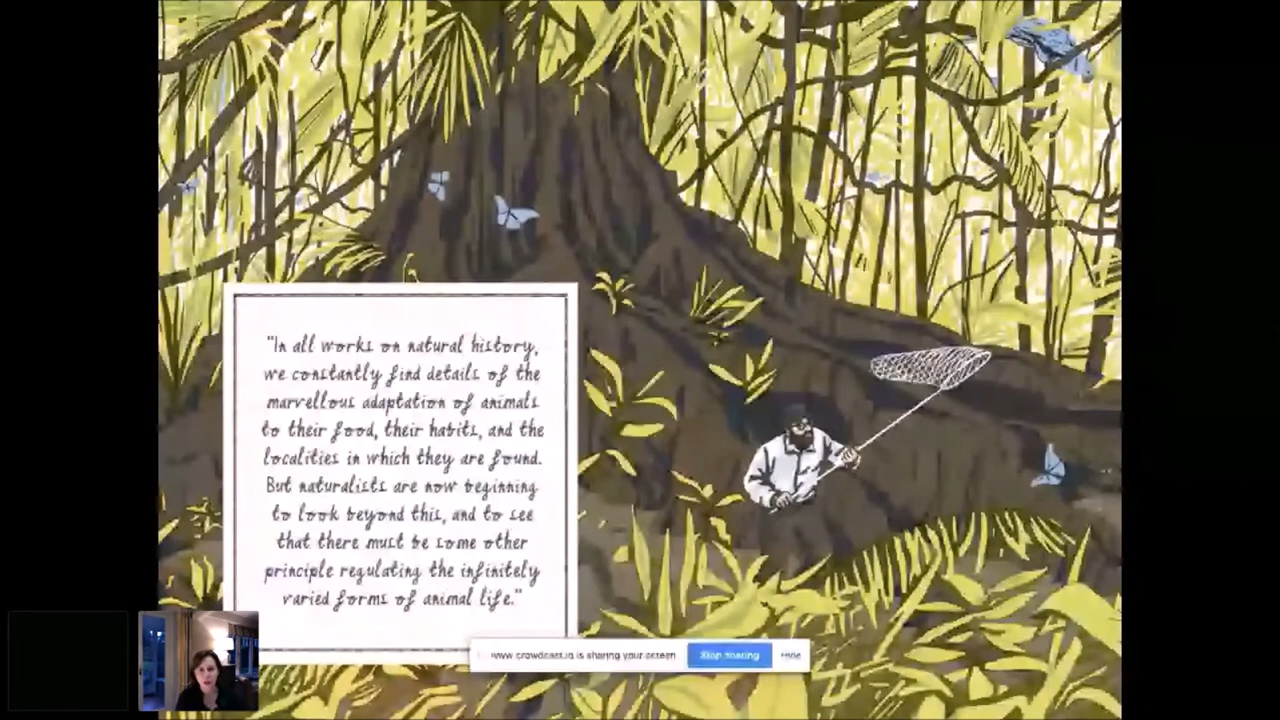 "In all works on natural history,
we constantly find details of the
marvellous adaptation of animals
to their food, their habits, and the
localities in which they are found.
But naturalists are now beginning
to look beyond this, and to see
that there must be some other
principle regulating the infinitely
varied forms of animal life."
www.crowdcast.io is sharing your screen
Stop sharing
Hide